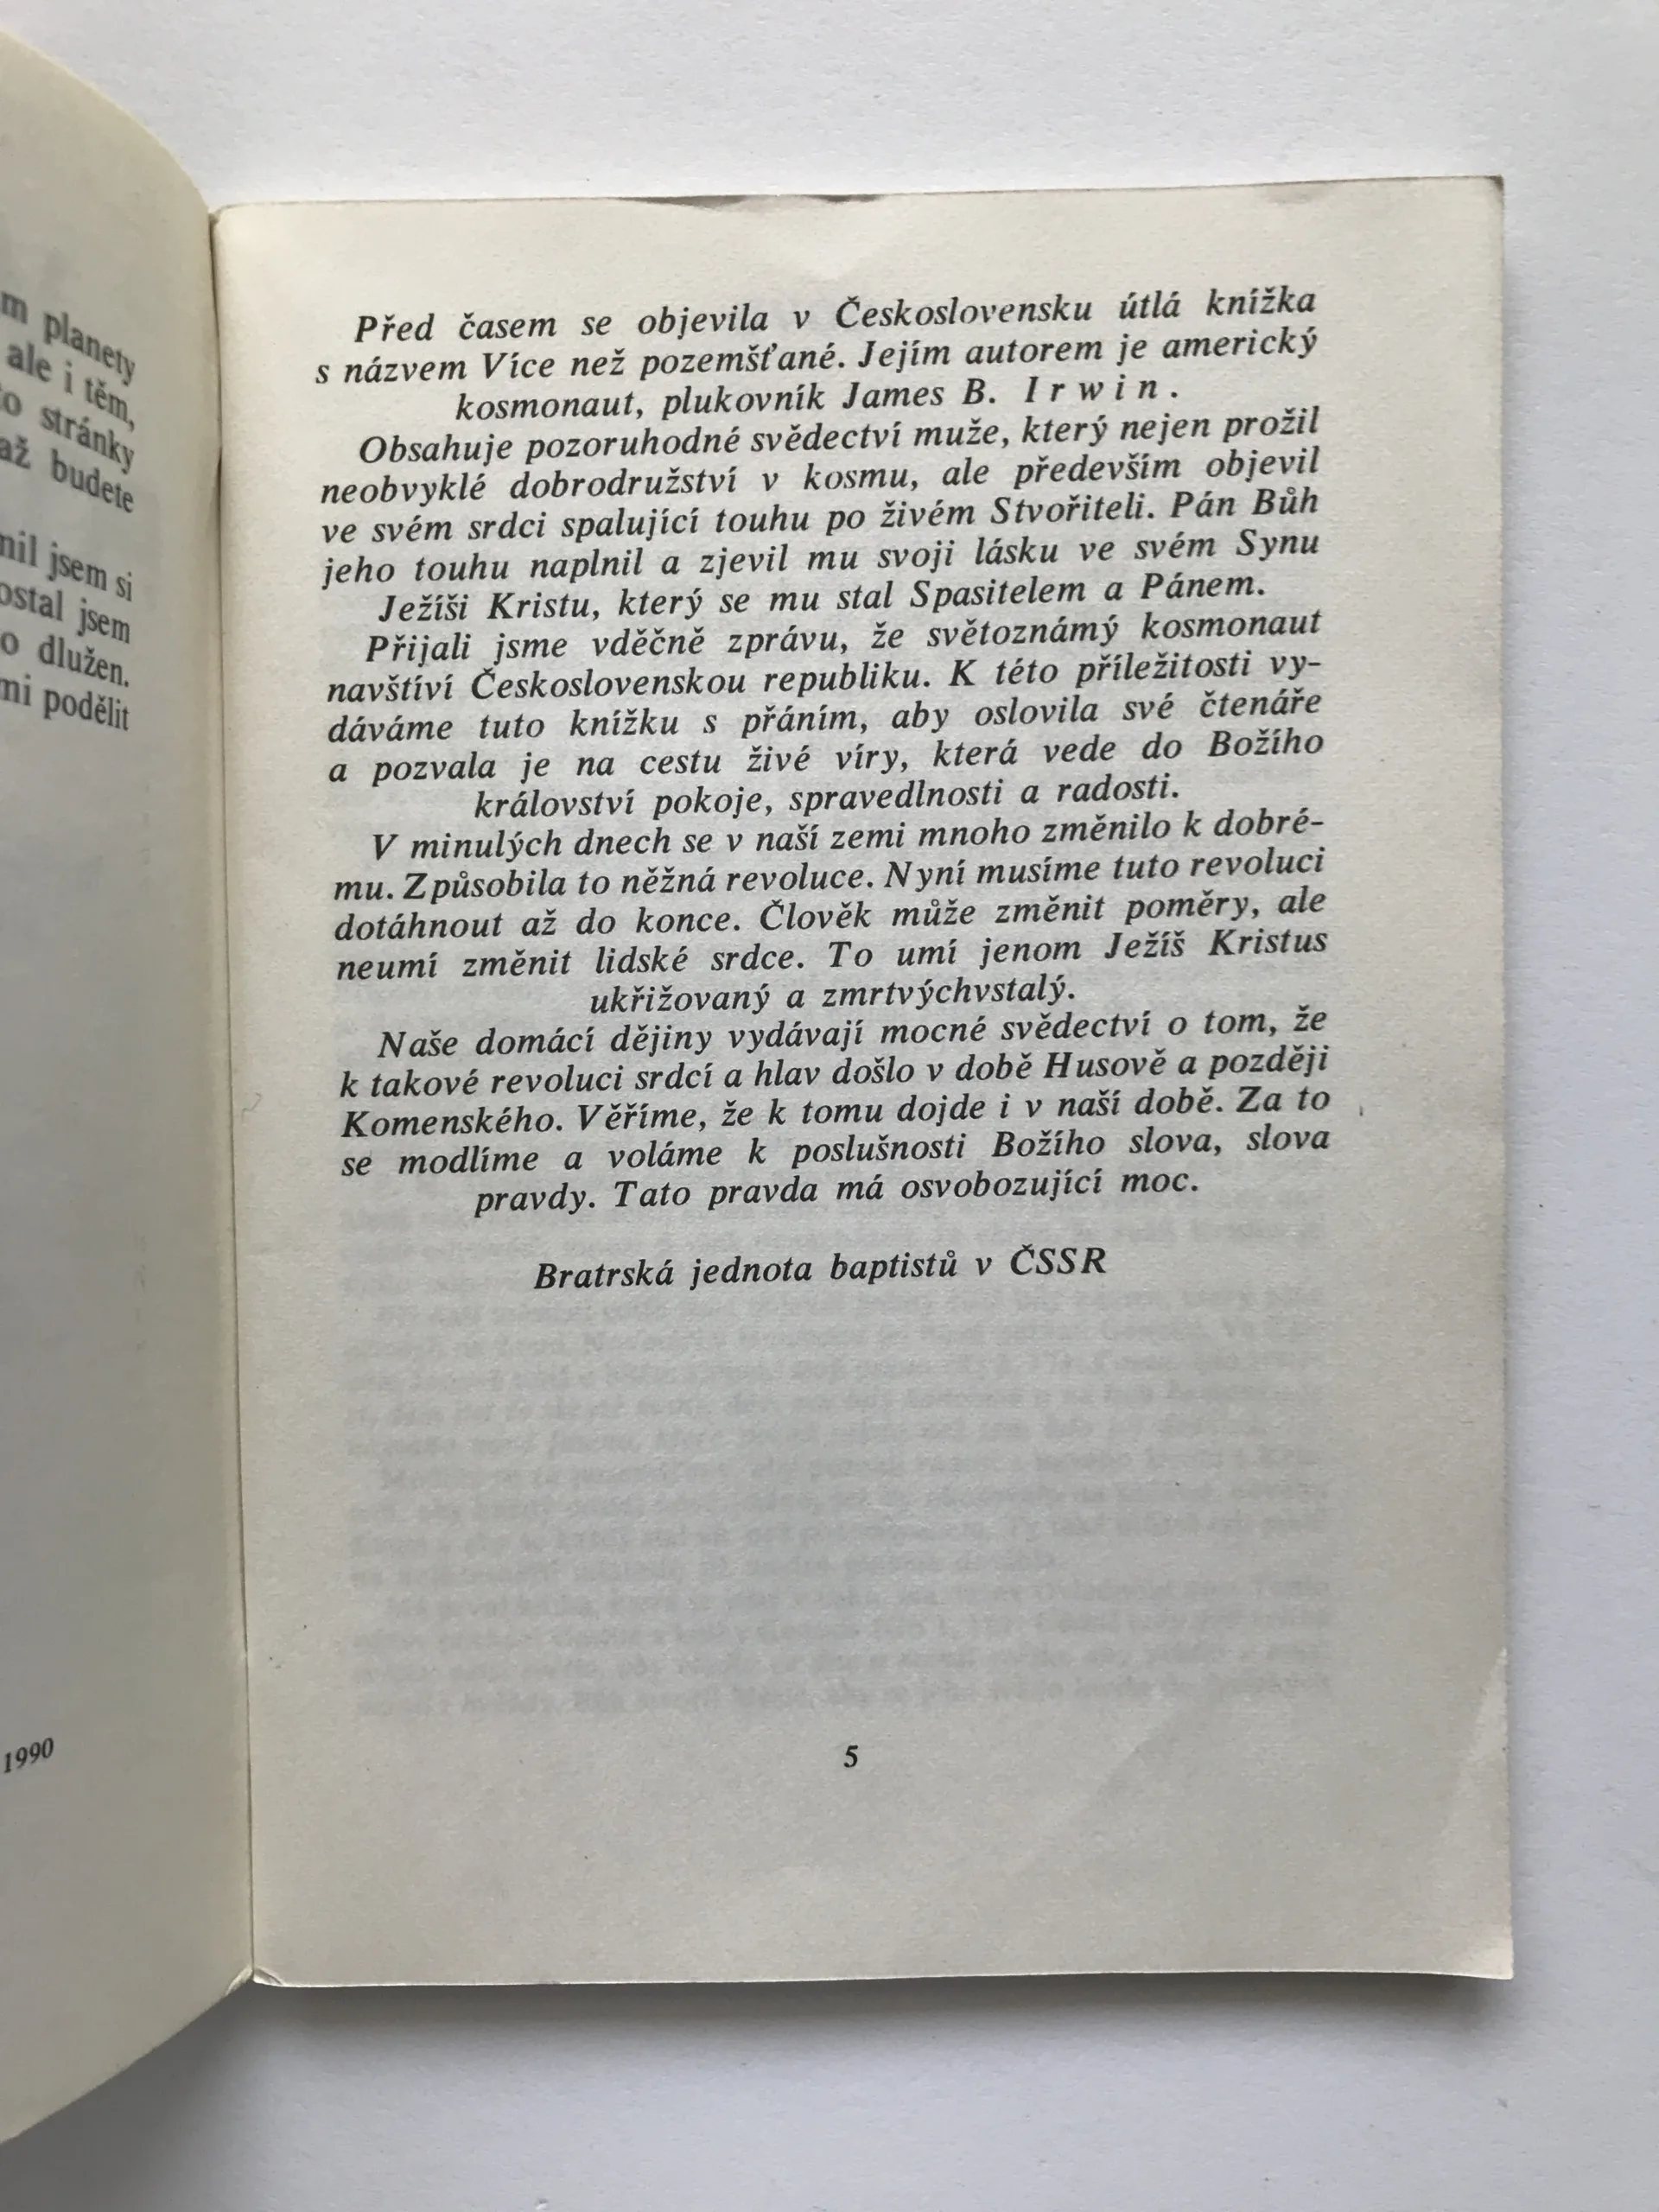 m planety
ale i těm,
to stránky
až budete
mil jsem si
ostal jsem
o dlužen.
mi podělit
1990
Před časem se objevila v Československu útlá knížka
s názvem Více než pozemšťané. Jejím autorem je americký
kosmonaut, plukovník James B. Irwin.
Obsahuje pozoruhodné svědectví muže, který nejen prožil
neobvyklé dobrodružství v kosmu, ale především objevil
ve svém srdci spalující touhu po živém Stvořiteli. Pán Bůh
jeho touhu naplnil a zjevil mu svoji lásku ve svém Synu
Ježíši Kristu, který se mu stal Spasitelem a Pánem.
Přijali jsme vděčně zprávu, že světoznámý kosmonaut
navštíví Československou republiku. K této příležitosti vy-
dáváme tuto knížku s přáním, aby oslovila své čtenáře
a pozvala je na cestu živé víry, která vede do Božího
království pokoje, spravedlnosti a radosti.
V minulých dnech se v naší zemi mnoho změnilo k dobré-
mu. Způsobila to něžná revoluce. Nyní musíme tuto revoluci
dotáhnout až do konce. Člověk může změnit poměry, ale
neumí změnit lidské srdce. To umí jenom Ježíš Kristus
ukřižovaný a zmrtvýchvstalý.
Naše domácí dějiny vydávají mocné svědectví o tom, že
k takové revoluci srdcí a hlav došlo v době Husově a později
Komenského. Věříme, že k tomu dojde i v naší době. Za to
se modlíme a voláme k poslušnosti Božího slova, slova
pravdy. Tato pravda má osvobozující moc.
Bratrská jednota baptistů v ČSSR
5